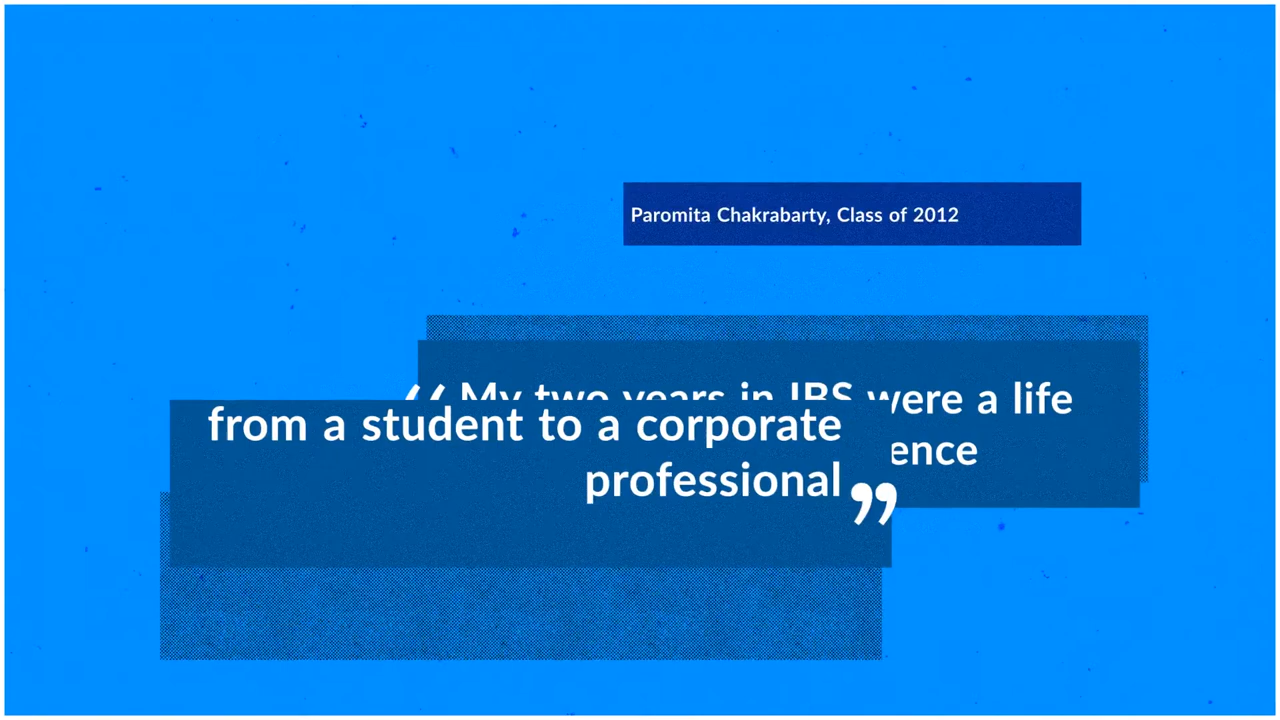 Paromita Chakrabarty, Class of 2012
“ My two years in IBS were a life
from a student to a corporate
ence
professional”